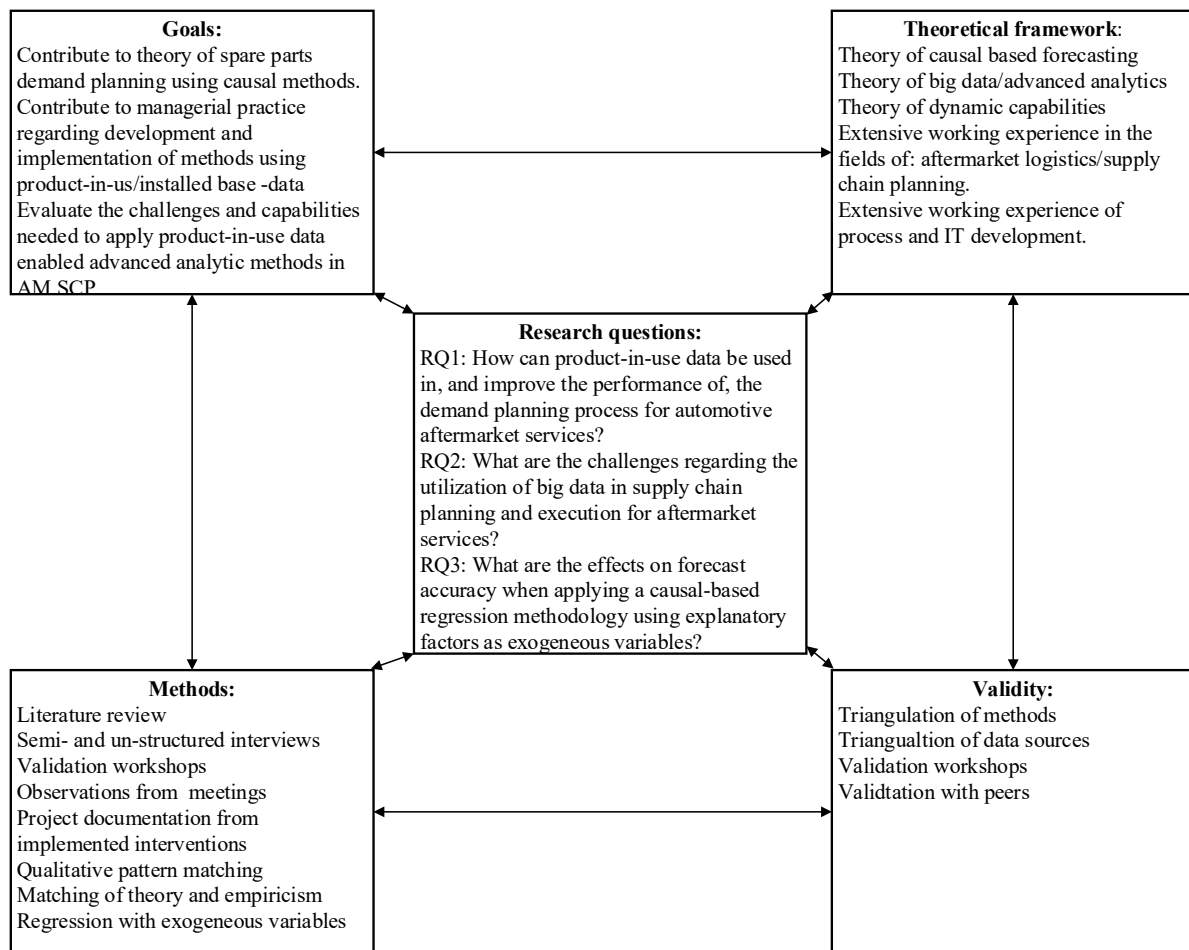 Goals:
Contribute to theory of spare parts
demand planning using causal methods.
Contribute to managerial practice
regarding development and
implementation of methods using
product-in-us/installed base -data
Evaluate the challenges and capabilities
needed to apply product-in-use data
enabled advanced analytic methods in
AM SCP
Theoretical framework:
Theory of causal based forecasting
Theory of big data/advanced analytics
Theory of dynamic capabilities
Extensive working experience in the
fields of: aftermarket logistics/supply
chain planning.
Extensive working experience of
process and IT development.
Research questions:
RQ1: How can product-in-use data be used
in, and improve the performance of, the
demand planning process for automotive
aftermarket services?
RQ2: What are the challenges regarding the
utilization of big data in supply chain
planning and execution for aftermarket
services?
RQ3: What are the effects on forecast
accuracy when applying a causal-based
regression methodology using explanatory
factors as exogeneous variables?
Methods:
Literature review
Semi- and un-structured interviews
Validation workshops
Observations from meetings
Project documentation from
implemented interventions
Qualitative pattern matching
Matching of theory and empiricism
Regression with exogeneous variables
Validity:
Triangulation of methods
Triangualtion of data sources
Validation workshops
Validtation with peers